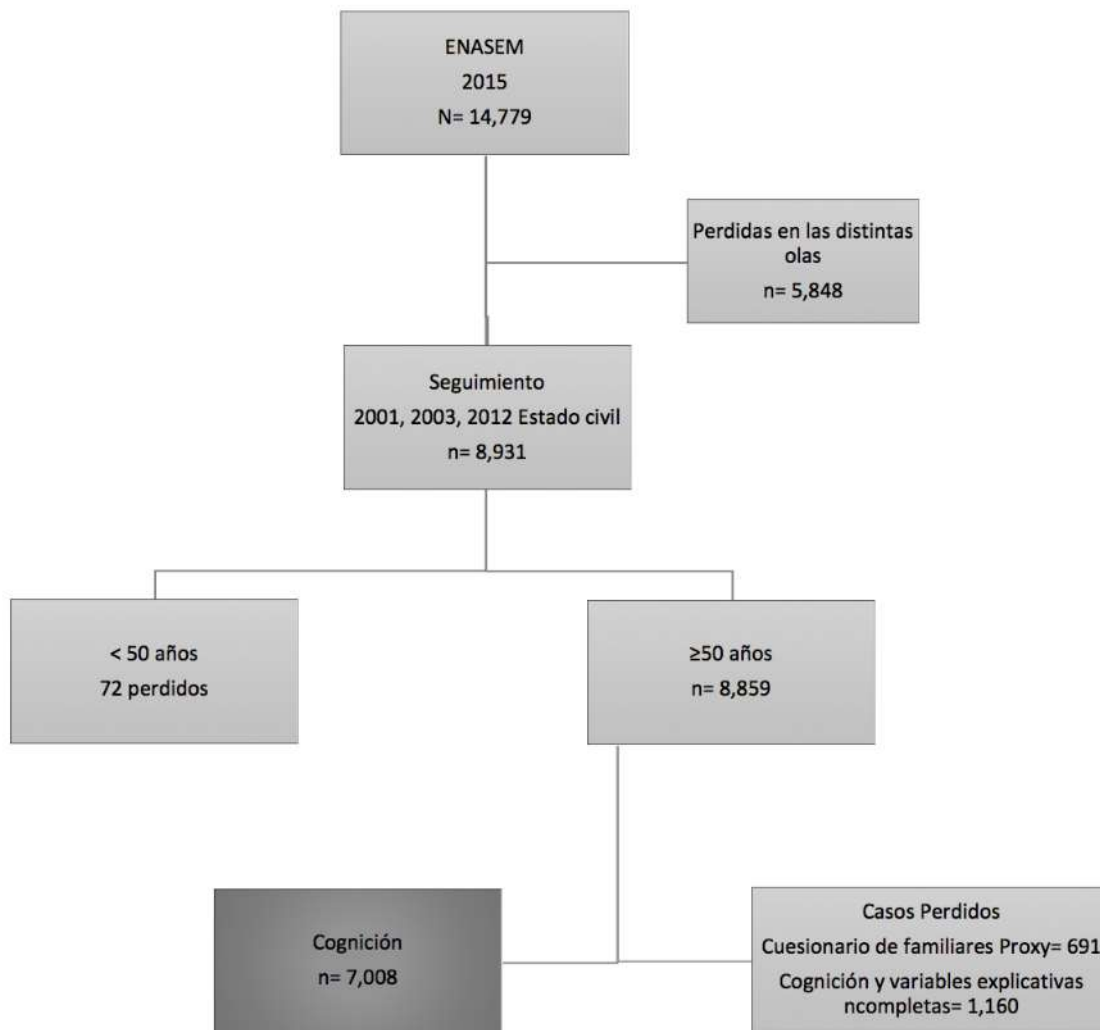 ENASEM
2015
N= 14,779
Perdidas en las distintas
olas
n= 5,848
Seguimiento
2001, 2003, 2012 Estado civil
n= 8,931
< 50 años
72 perdidos
≥50 años
n= 8,859
Cognición
n= 7,008
Casos Perdidos
Cuesionario de familiares Proxy= 691
Cognición y variables explicativas
ncompletas= 1,160